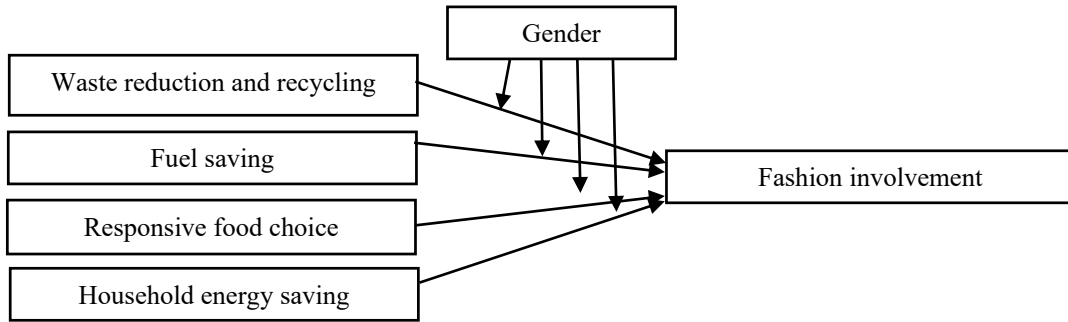 Gender
Waste reduction and recycling
Fuel saving
Fashion involvement
Responsive food choice
Household energy saving